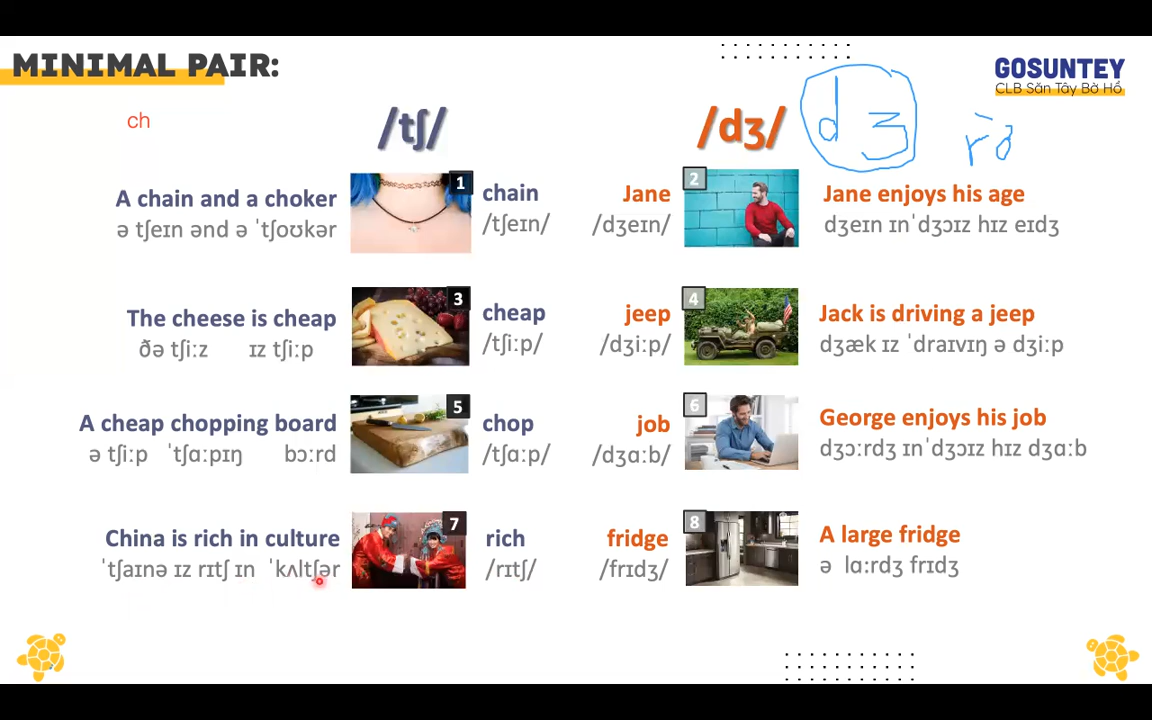 MINIMAL PAIR:
GOSUNTEY
CLB Săn Tây Bờ Hồ
ch
/tʃ/
/dʒ/
dʒ
A chain and a choker
ə tʃeɪn ənd ə ˈtʃoʊkər
1
chain
/tʃeɪn/
Jane
/dʒeɪn/
2
Jane enjoys his age
dʒeɪn ɪnˈdʒɔɪz hɪz eɪdʒ
The cheese is cheap
ðə tʃiːz ɪz tʃiːp
3
cheap
/tʃiːp/
jeep
/dʒiːp/
4
Jack is driving a jeep
dʒæk ɪz ˈdraɪvɪŋ ə dʒiːp
A cheap chopping board
ə tʃiːp ˈtʃɑːpɪŋ bɔːrd
5
chop
/tʃɑːp/
job
/dʒɑːb/
6
George enjoys his job
dʒɔːrdʒ ɪnˈdʒɔɪz hɪz dʒɑːb
China is rich in culture
ˈtʃaɪnə ɪz rɪtʃ ɪn ˈkʌltʃər
7
rich
/rɪtʃ/
fridge
/frɪdʒ/
8
A large fridge
ə lɑːrdʒ frɪdʒ